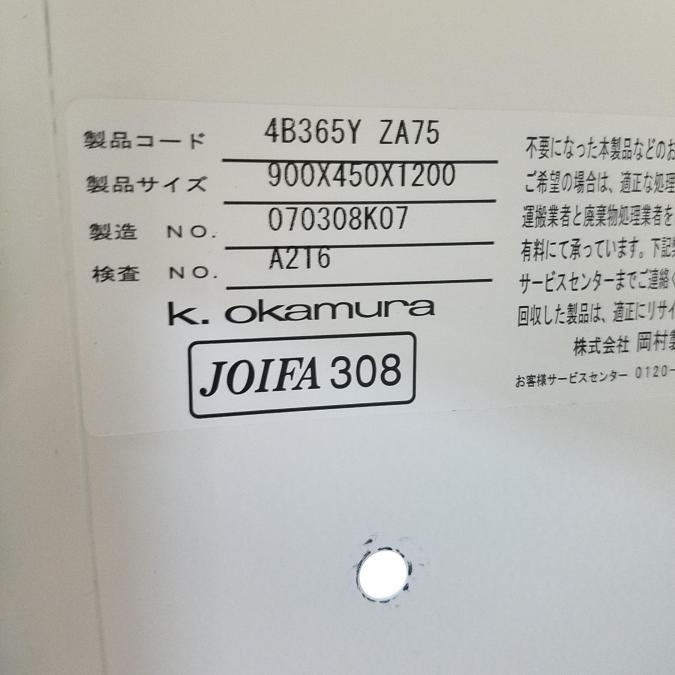 製品コード 4B365Y ZA75
製品サイズ 900X450X1200
製造 NO. 070308K07
検査 NO. A216
k. okamura
JOIFA 308
不要になった本製品などのお
ご希望の場合は、適正な処理
運搬業者と廃棄物処理業者を
有料にて承っています。下記
サービスセンターまでご連絡く
回収した製品は、適正にリサイ
株式会社 岡村製
お客様サービスセンター 0120-